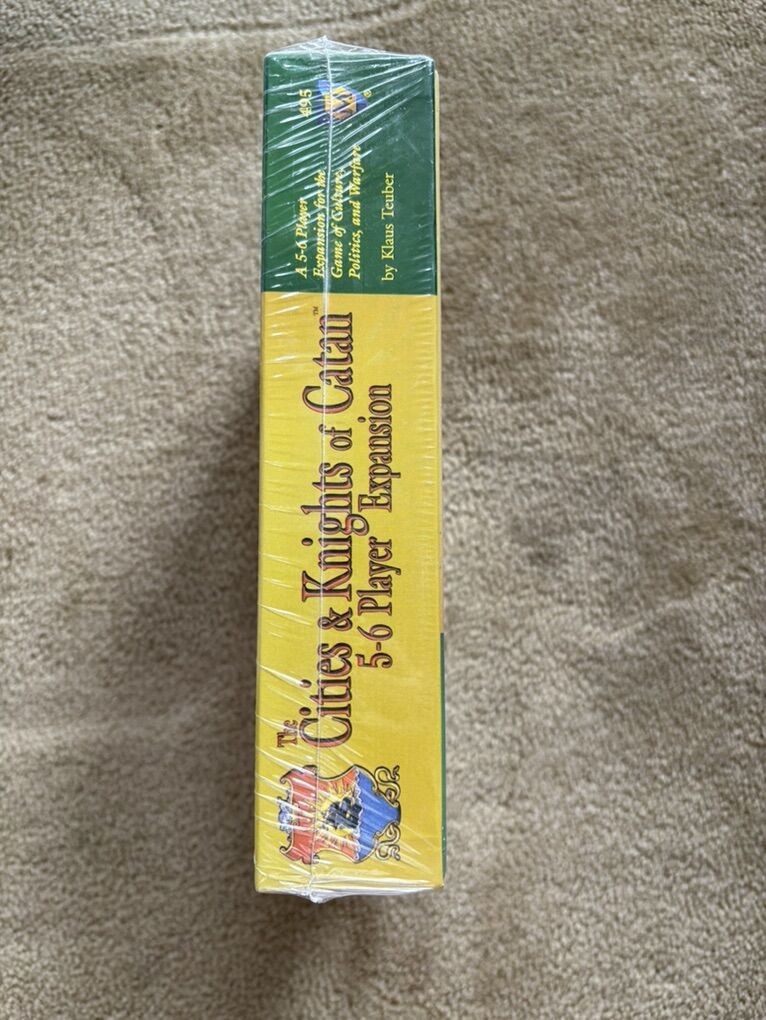 The
Cities & Knights of Catan™
5-6 Player Expansion
A 5-6 Player
Expansion for the
Game of Culture,
Politics, and Warfare
by Klaus Teuber
495
M®